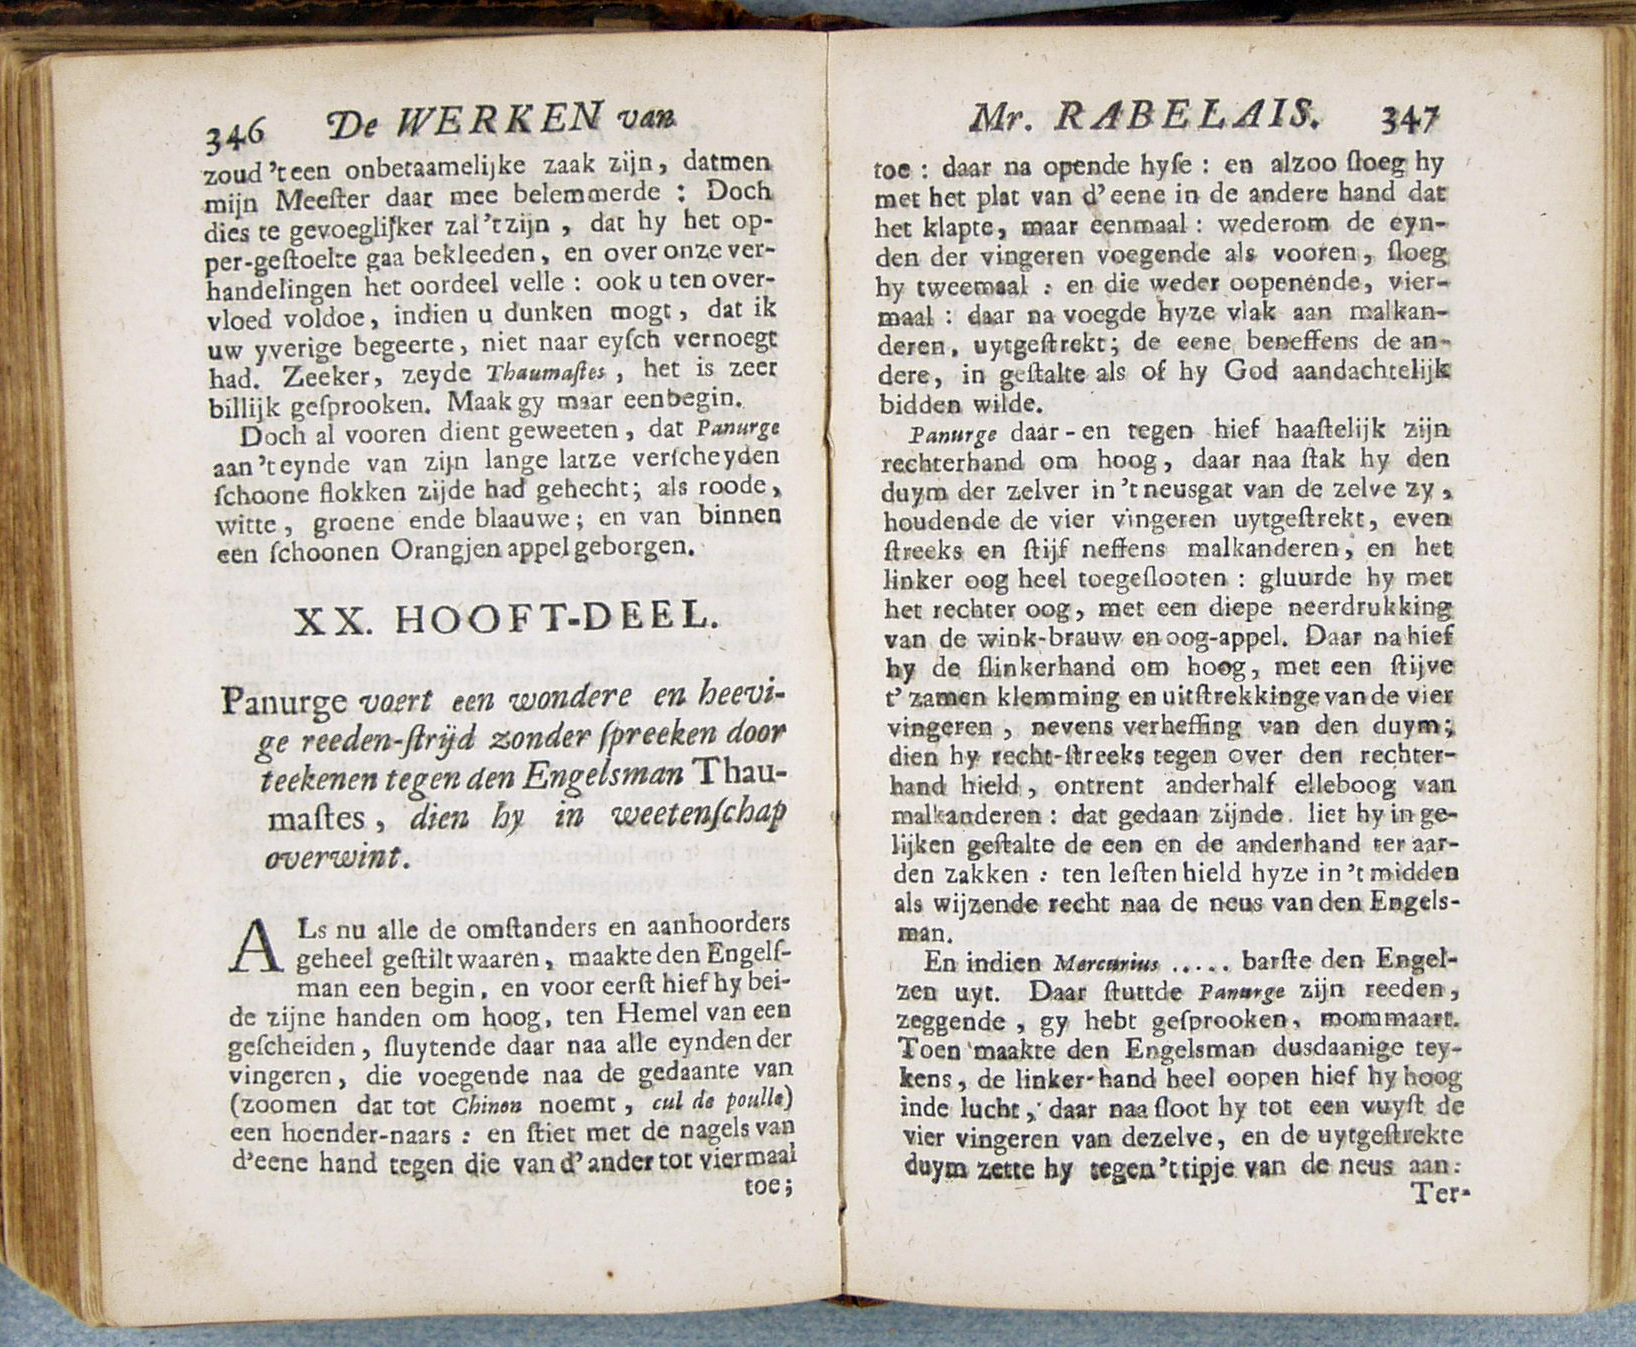 346 De WERKEN van
zoud 't een onbetaamelijke zaak zijn, datmen
mijn Meeſter daar mee belemmerde : Doch
dies te gevoeglijker zal 't zijn , dat hy het op-
per-geſtoelte gaa bekleeden, en over onze ver-
handelingen het oordeel velle : ook u ten over-
vloed voldoe, indien u dunken mogt, dat ik
uw yverige begeerte, niet naar eyſch vernoegt
had. Zeeker, zeyde Thaumaſtes , het is zeer
billijk geſprooken. Maak gy maar eenbegin.
Doch al vooren dient geweeten , dat Panurge
aan 't eynde van zijn lange latze verſcheyden
ſchoone flokken zijde had gehecht; als roode,
witte, groene ende blaauwe; en van binnen
een ſchoonen Orangjen appel geborgen.
XX. HOOFT-DEEL.
Panurge voert een wondere en heevi-
ge reeden-ſtrijd zonder ſpreeken door
teekenen tegen den Engelsman Thau-
maſtes , dien hy in weetenſchap
overwint.
ALs nu alle de omſtanders en aanhoorders
geheel geſtilt waaren, maakte den Engelſ-
man een begin, en voor eerſt hief hy bei-
de zijne handen om hoog, ten Hemel van een
geſcheiden, ſluytende daar naa alle eynden der
vingeren, die voegende naa de gedaante van
(zoomen dat tot Chinon noemt , cul de poulle)
een hoender-naars : en ſtiet met de nagels van
d'eene hand tegen die van d' ander tot viermaal
toe;
Mr. RABELAIS. 347
toe : daar na opende hyſe : en alzoo ſloeg hy
met het plat van d' eene in de andere hand dat
het klapte, maar eenmaal : wederom de eyn-
den der vingeren voegende als vooren, ſloeg
hy tweemaal : en die weder oopenende, vier-
maal : daar na voegde hyze vlak aan malkan-
deren, uytgeſtrekt; de eene beneffens de an-
dere, in geſtalte als of hy God aandachtelijk
bidden wilde.
Panurge daar-en tegen hief haaſtelijk zijn
rechterhand om hoog, daar naa ſtak hy den
duym der zelver in 't neusgat van de zelve zy,
houdende de vier vingeren uytgeſtrekt, even
ſtreeks en ſtijf neffens malkanderen, en het
linker oog heel toegeſlooten : gluurde hy met
het rechter oog, met een diepe neerdrukking
van de wink-brauw en oog-appel. Daar na hief
hy de ſlinkerhand om hoog, met een ſtijve
t' zamen klemming en uitſtrekkinge van de vier
vingeren , nevens verheffing van den duym;
dien hy recht-ſtreeks tegen over den rechter-
hand hield, ontrent anderhalf elleboog van
malkanderen : dat gedaan zijnde. liet hy in ge-
lijken geſtalte de een en de anderhand ter aar-
den zakken : ten leſten hield hyze in 't midden
als wijzende recht naa de neus van den Engels-
man.
En indien Mercurius ..... barſte den Engel-
zen uyt. Daar ſtuttde Panurge zijn reeden,
zeggende , gy hebt geſprooken, mommaart.
Toen maakte den Engelsman dusdaanige tey-
kens, de linker-hand heel oopen hief hy hoog
inde lucht, daar naa ſloot hy tot een vuyſt de
vier vingeren van dezelve, en de uytgeſtrekte
duym zette hy tegen 't tipje van de neus aan:
Ter-